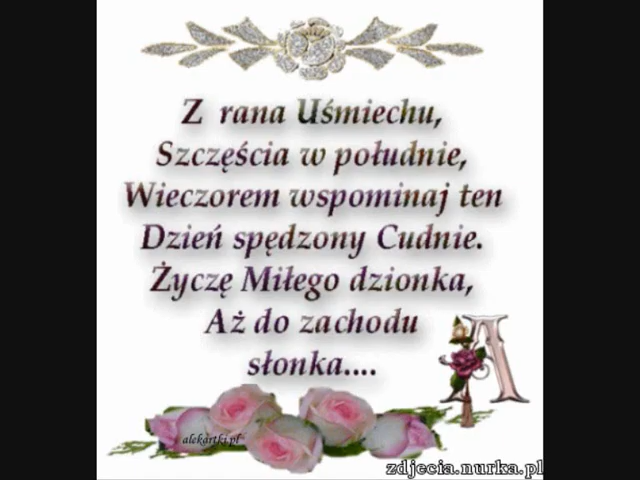 Z rana Uśmiechu,
Szczęścia w południe,
Wieczorem wspominaj ten
Dzień spędzony Cudnie.
Życzę Miłego dzionka,
Aż do zachodu
słonka....
A
alekartki.pl
zdjecia.nurka.pl